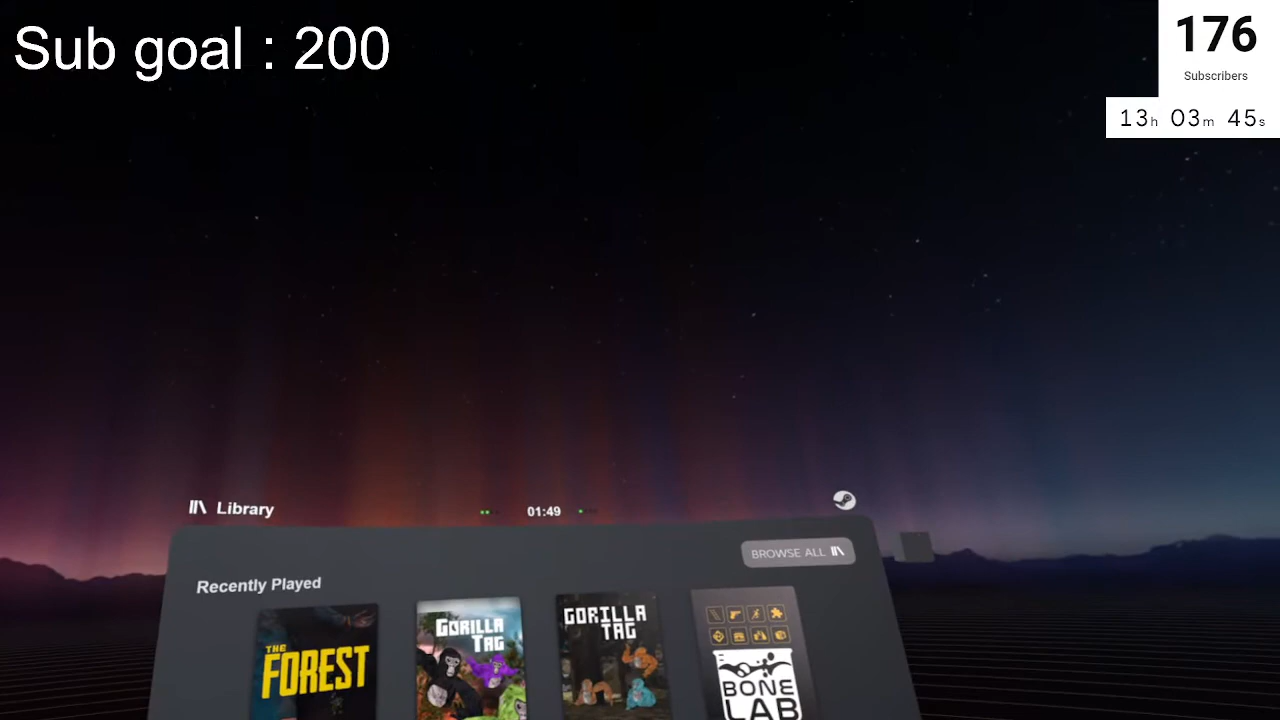 Sub goal : 200
176
Subscribers
13h 03m 45s
Library
01:49
BROWSE ALL
Recently Played
THE
FOREST
GORILLA
TAG
GORILLA
TAG
BONE
LAB